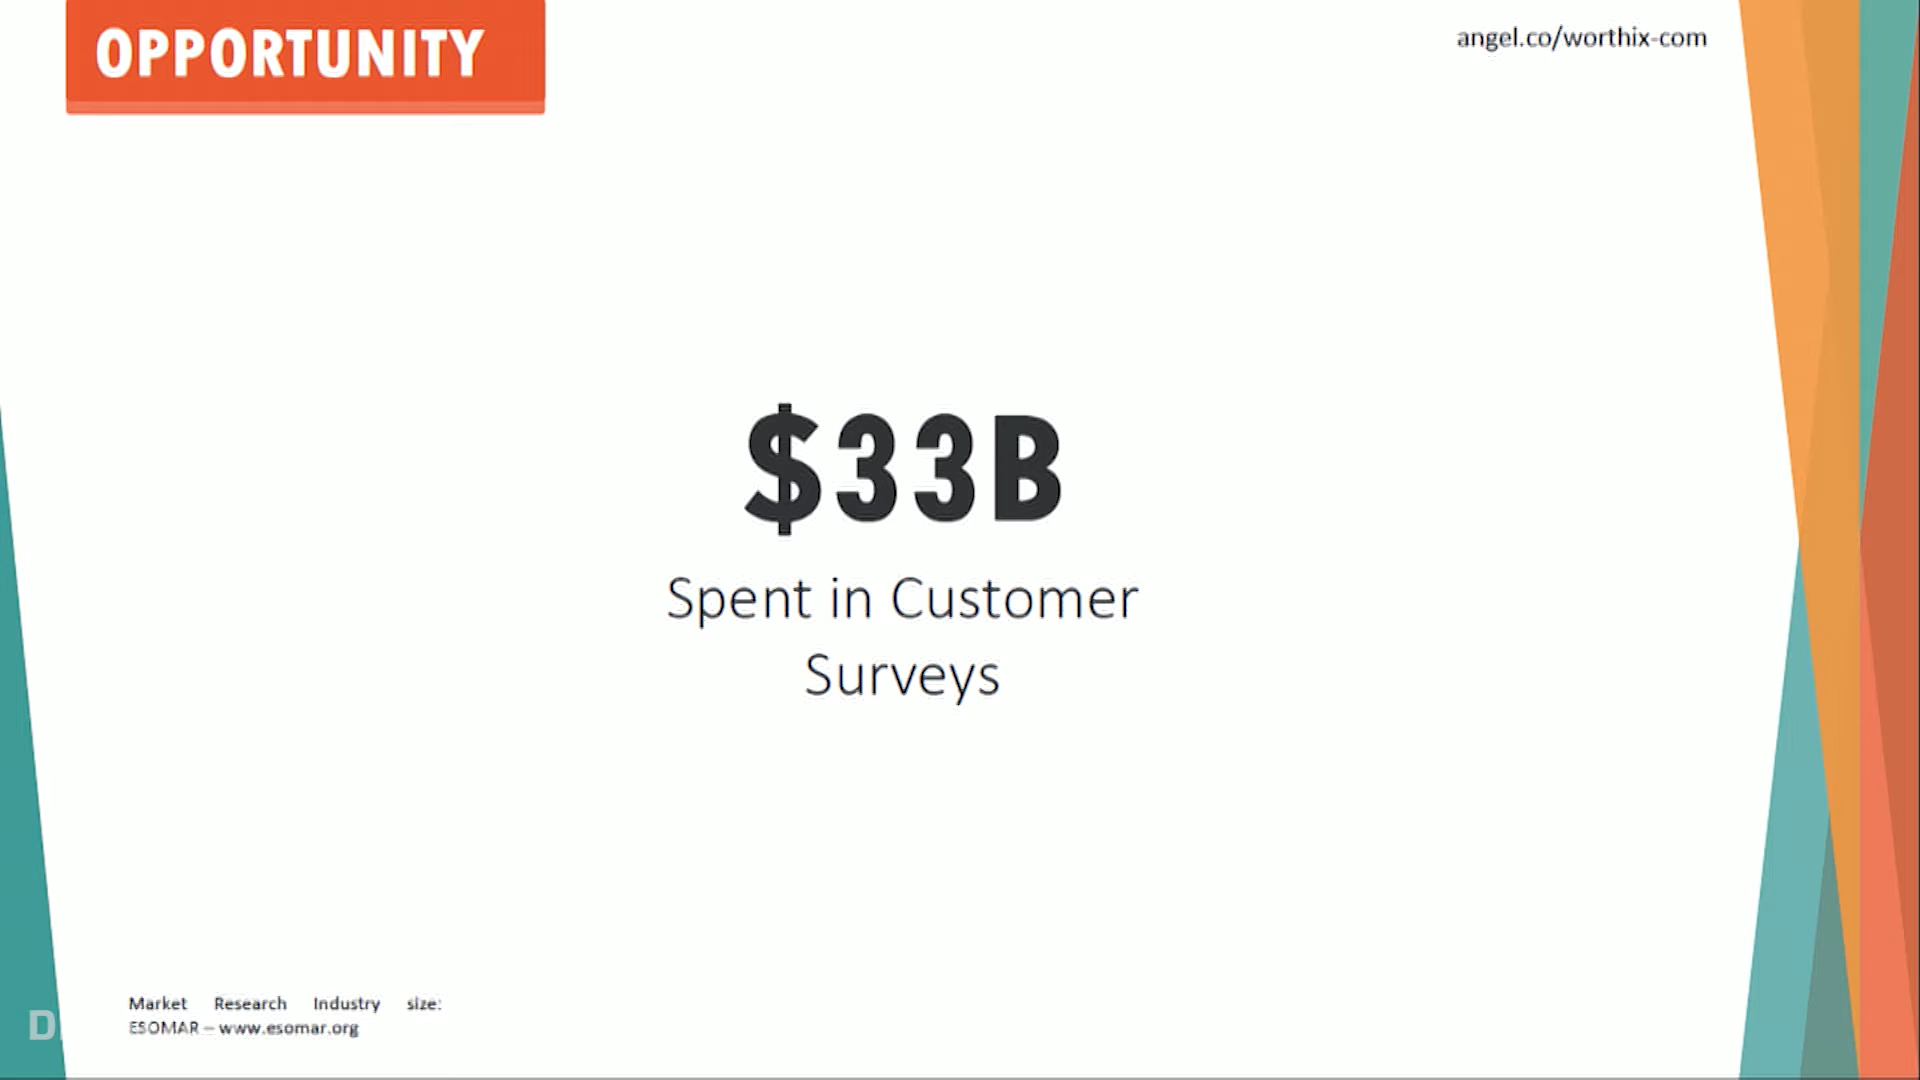 OPPORTUNITY
angel.co/worthix-com
$33B
Spent in Customer
Surveys
Market Research Industry size:
ESOMAR – www.esomar.org
D